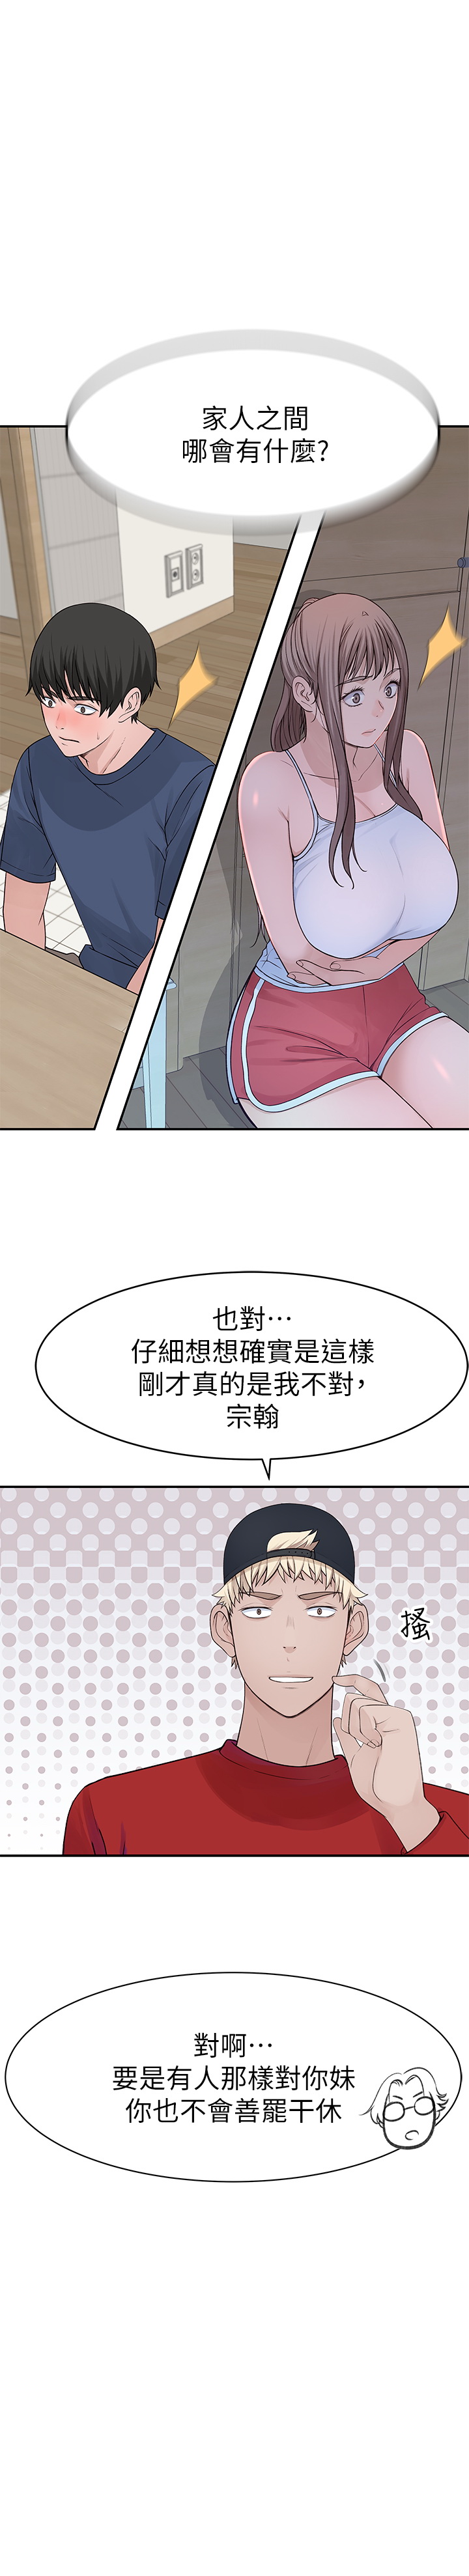 家人之間
哪會有什麼?
也對…
仔細想想確實是這樣
剛才真的是我不對，
宗翰
搔
對啊…
要是有人那樣對你妹
你也不會善罷干休